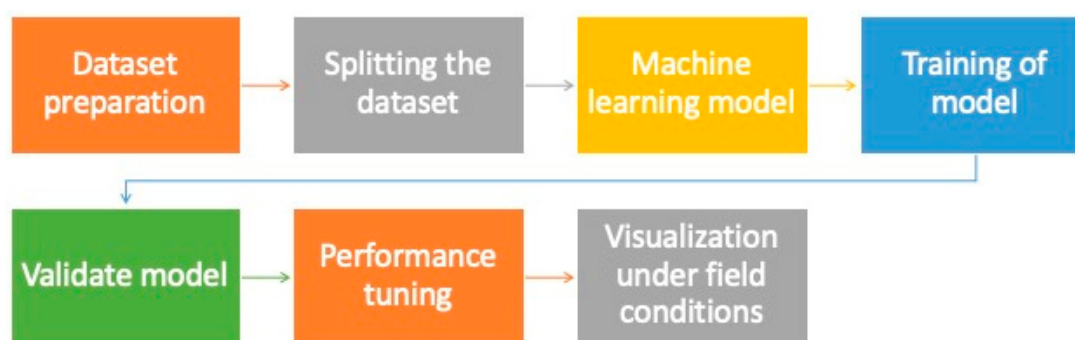 Dataset
preparation
Splitting the
dataset
Machine
learning model
Training of
model
Validate model
Performance
tuning
Visualization
under field
conditions